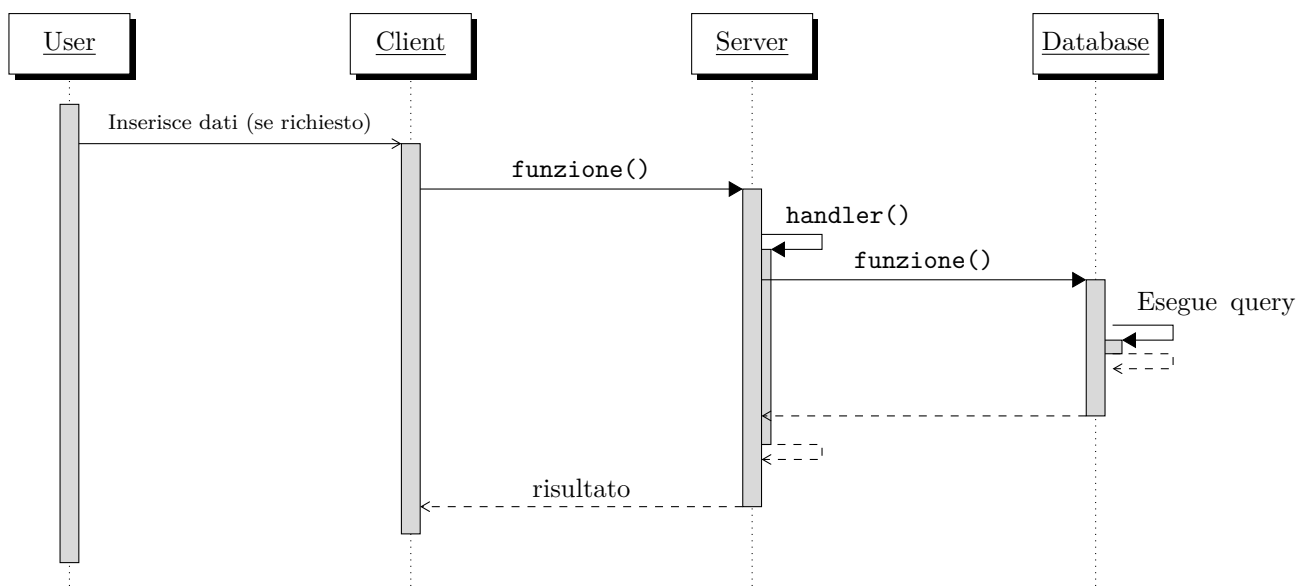 User
Client
Server
Database
Inserisce dati (se richiesto)
funzione()
handler()
funzione()
Esegue query
risultato